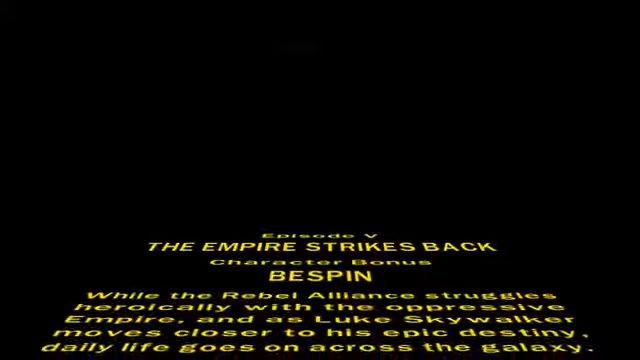 Episode V
THE EMPIRE STRIKES BACK
Character Bonus
BESPIN
While the Rebel Alliance struggles
heroically with the oppressive
Empire, and as Luke Skywalker
moves closer to his epic destiny,
daily life goes on across the galaxy.